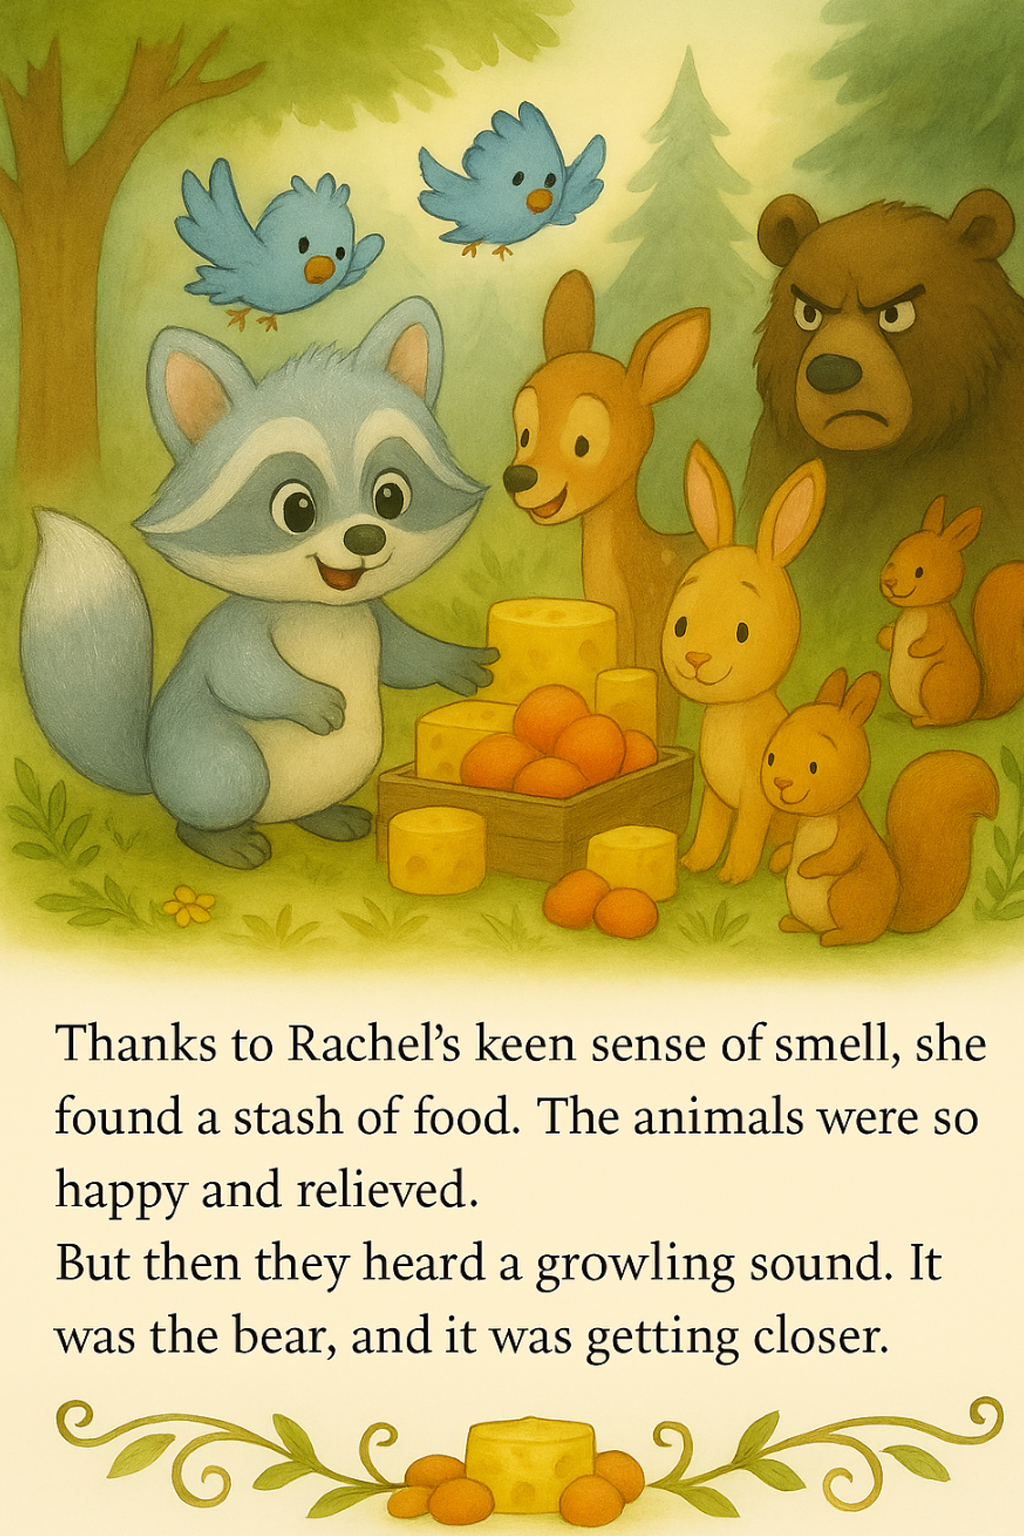 Thanks to Rachel’s keen sense of smell, she
found a stash of food. The animals were so
happy and relieved.
But then they heard a growling sound. It
was the bear, and it was getting closer.